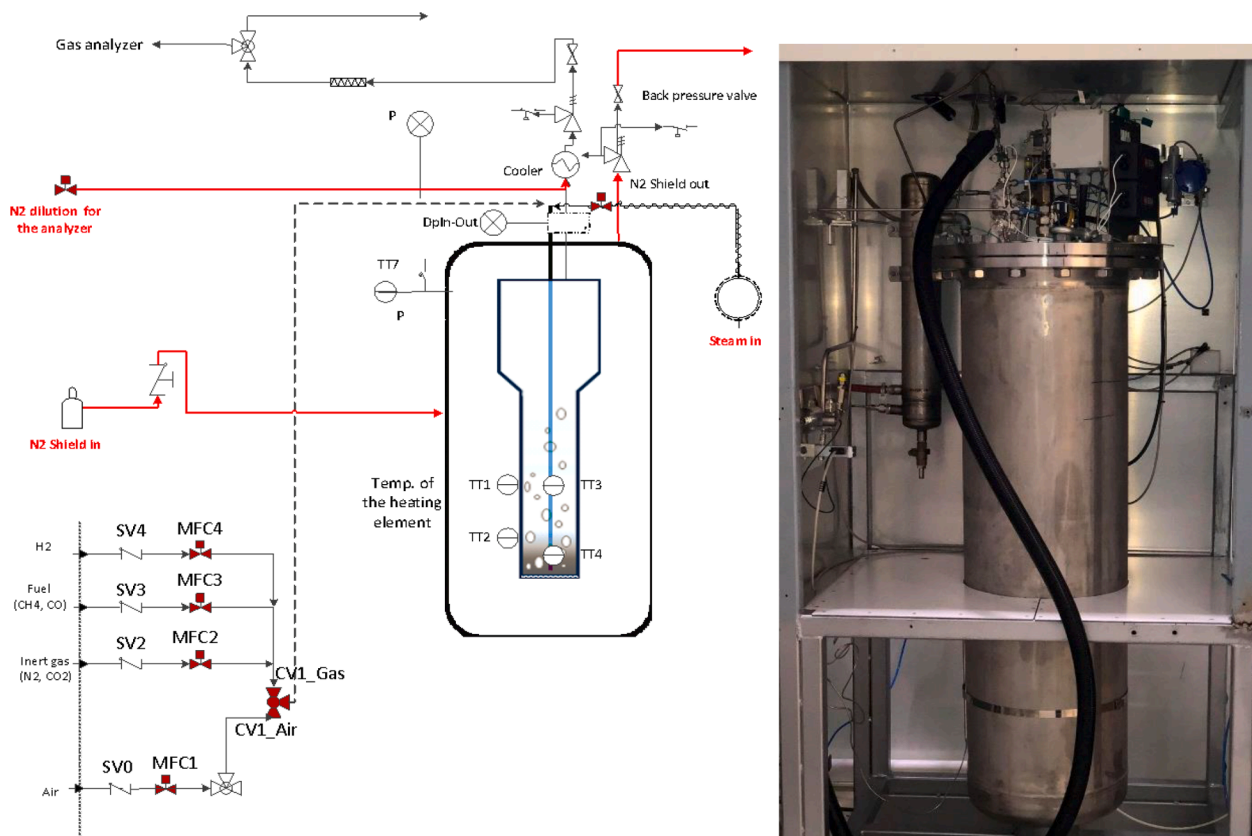 Gas analyzer
P
Back pressure valve
Cooler
N2 Shield out
N2 dilution for
the analyzer
DpIn-Out
TT7
P
Steam in
N2 Shield in
Temp. of
the heating
element
TT1
TT3
TT2
TT4
SV4
MFC4
H2
SV3
MFC3
Fuel
(CH4, CO)
SV2
MFC2
Inert gas
(N2, CO2)
CV1_Gas
CV1_Air
SV0
MFC1
Air